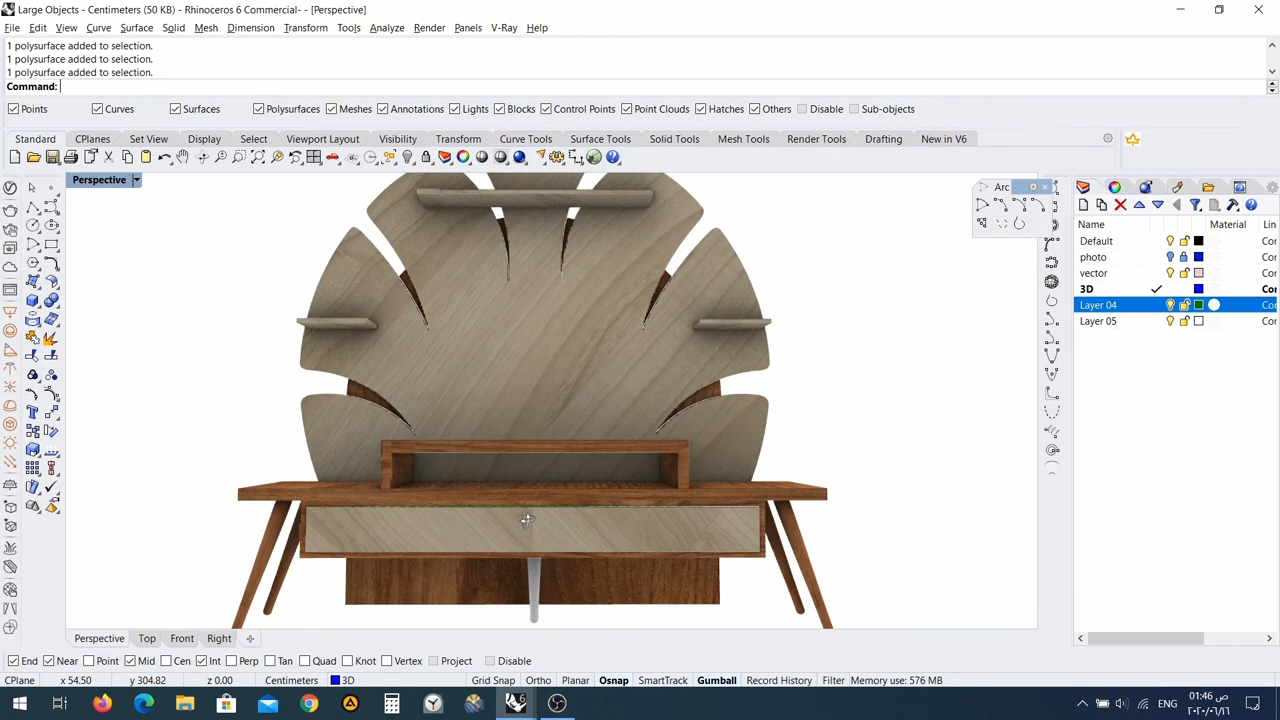 Large Objects - Centimeters (50 KB) - Rhinoceros 6 Commercial- - [Perspective]
File Edit View Curve Surface Solid Mesh Dimension Transform Tools Analyze Render Panels V-Ray Help
1 polysurface added to selection.
1 polysurface added to selection.
1 polysurface added to selection.
Command:
Points Curves Surfaces Polysurfaces Meshes Annotations Lights Blocks Control Points Point Clouds Hatches Others Disable Sub-objects
Standard CPlanes Set View Display Select Viewport Layout Visibility Transform Curve Tools Surface Tools Solid Tools Mesh Tools Render Tools Drafting New in V6
Perspective
Arc
Name Material Lin
Default Cor
photo Cor
vector Cor
3D Cor
Layer 04 Cor
Layer 05 Cor
Perspective Top Front Right
End Near Point Mid Cen Int Perp Tan Quad Knot Vertex Project Disable
CPlane x 54.50 y 304.82 z 0.00 Centimeters 3D Grid Snap Ortho Planar Osnap SmartTrack Gumball Record History Filter Memory use: 576 MB
ENG
01:46 ص